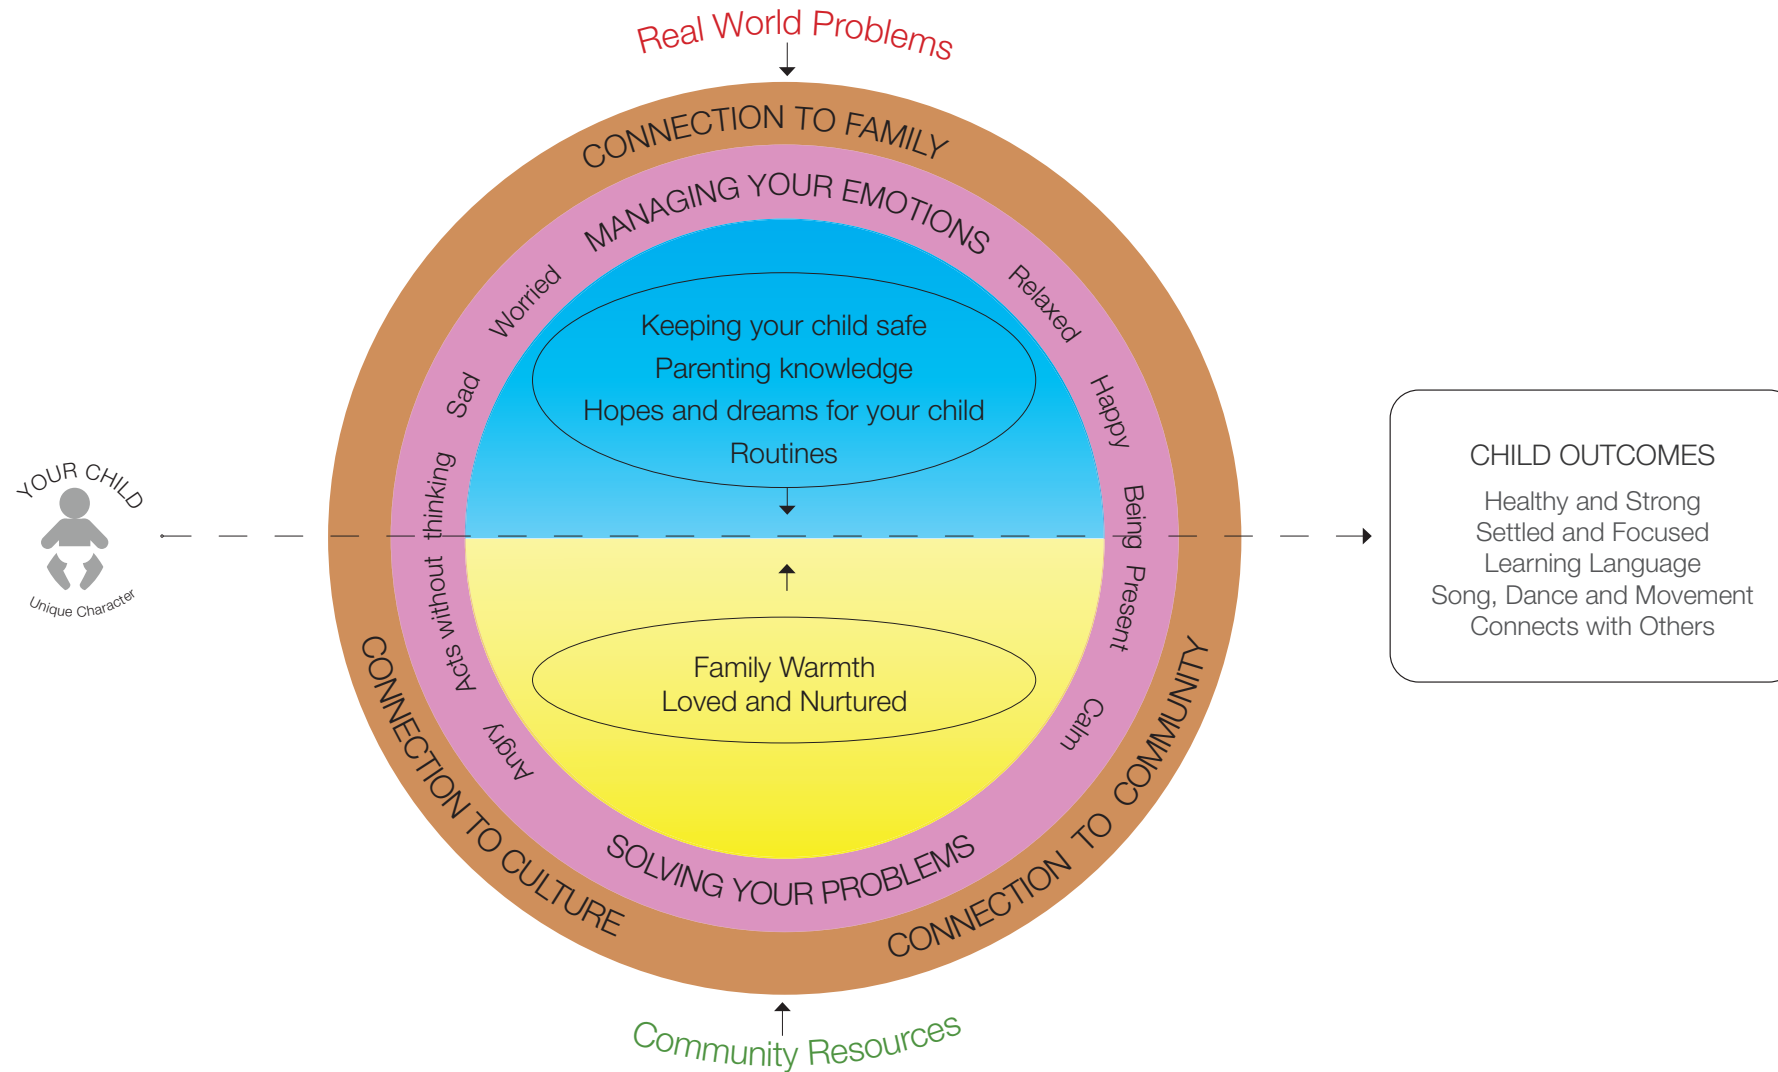 Real World Problems
CONNECTION TO FAMILY
MANAGING YOUR EMOTIONS
Worried
Sad
Acts without thinking
Angry
Relaxed
Happy
Being Present
Calm
Keeping your child safe
Parenting knowledge
Hopes and dreams for your child
Routines
YOUR CHILD
Unique Character
Family Warmth
Loved and Nurtured
SOLVING YOUR PROBLEMS
CONNECTION TO CULTURE
CONNECTION TO COMMUNITY
Community Resources
CHILD OUTCOMES
Healthy and Strong
Settled and Focused
Learning Language
Song, Dance and Movement
Connects with Others